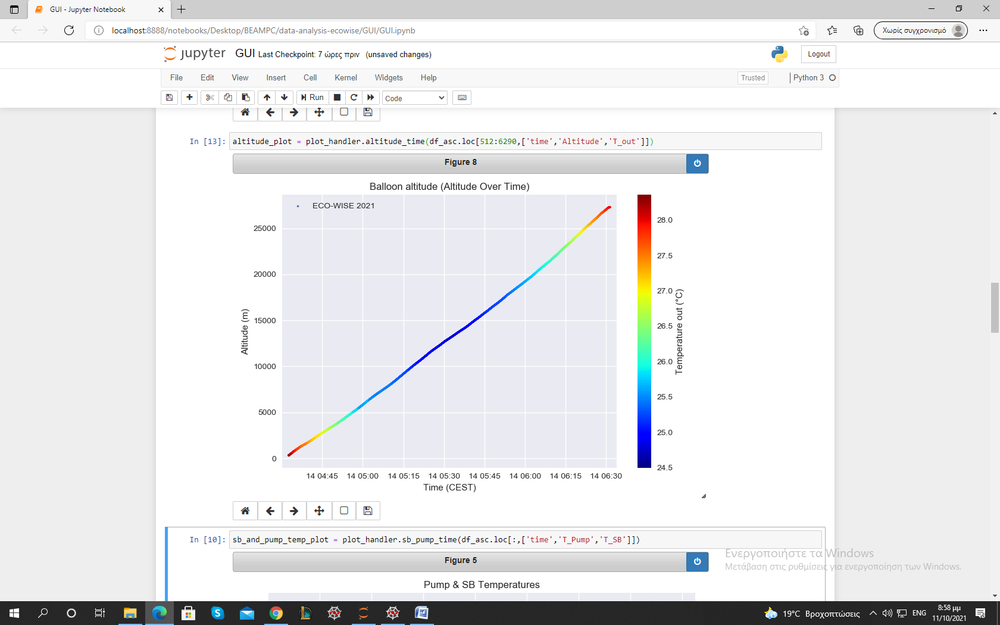 GUI - Jupyter Notebook
localhost:8888/notebooks/Desktop/BEAMPC/data-analysis-ecowise/GUI/GUI.ipynb
Χωρίς συγχρονισμό
jupyter GUI Last Checkpoint: 7 ώρες πριν (unsaved changes)
Logout
File Edit View Insert Cell Kernel Widgets Help
Trusted
Python 3
Run
Code
In [13]: altitude_plot = plot_handler.altitude_time(df_asc.loc[512:6290,['time','Altitude','T_out']])
Figure 8
Balloon altitude (Altitude Over Time)
ECO-WISE 2021
25000
20000
15000
10000
5000
0
Altitude (m)
14 04:45 14 05:00 14 05:15 14 05:30 14 05:45 14 06:00 14 06:15 14 06:30
Time (CEST)
28.0
27.5
27.0
26.5
26.0
25.5
25.0
24.5
Temperature out (°C)
In [10]: sb_and_pump_temp_plot = plot_handler.sb_pump_time(df_asc.loc[:,['time','T_Pump','T_SB']])
Figure 5
Pump & SB Temperatures
Ενεργοποιήστε τα Windows
Μετάβαση στις ρυθμίσεις για ενεργοποίηση των Windows.
19°C Βροχοπτώσεις
ENG
8:58 μμ
11/10/2021